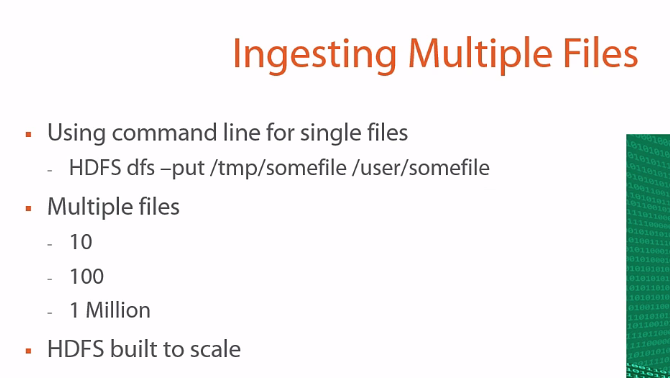 Ingesting Multiple Files
▪ Using command line for single files
- HDFS dfs –put /tmp/somefile /user/somefile
▪ Multiple files
- 10
- 100
- 1 Million
▪ HDFS built to scale